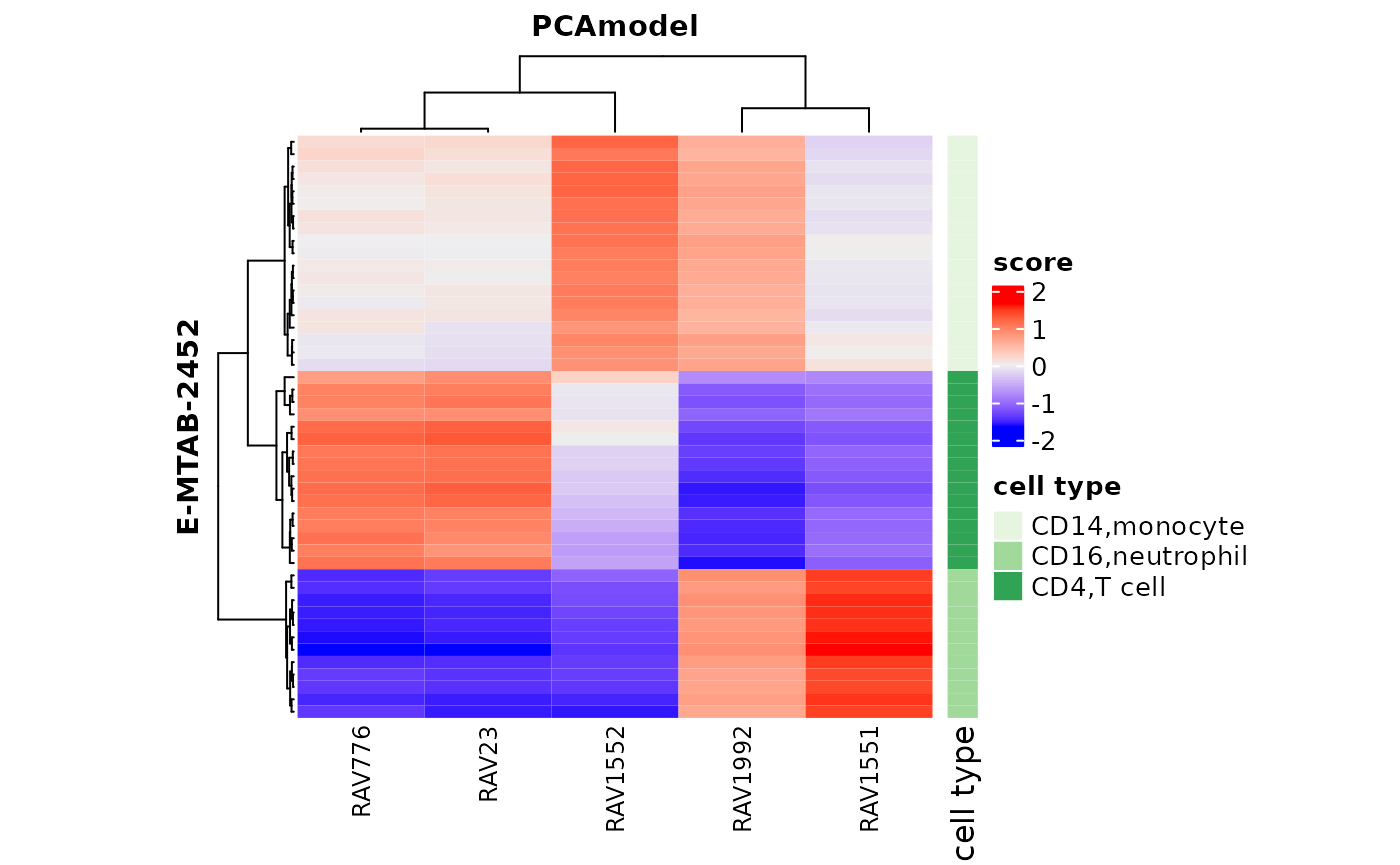 PCAmodel
E-MTAB-2452
score
2
1
0
-1
-2
cell type
CD14,monocyte
CD16,neutrophil
CD4,T cell
RAV776
RAV23
RAV1552
RAV1992
RAV1551
cell type